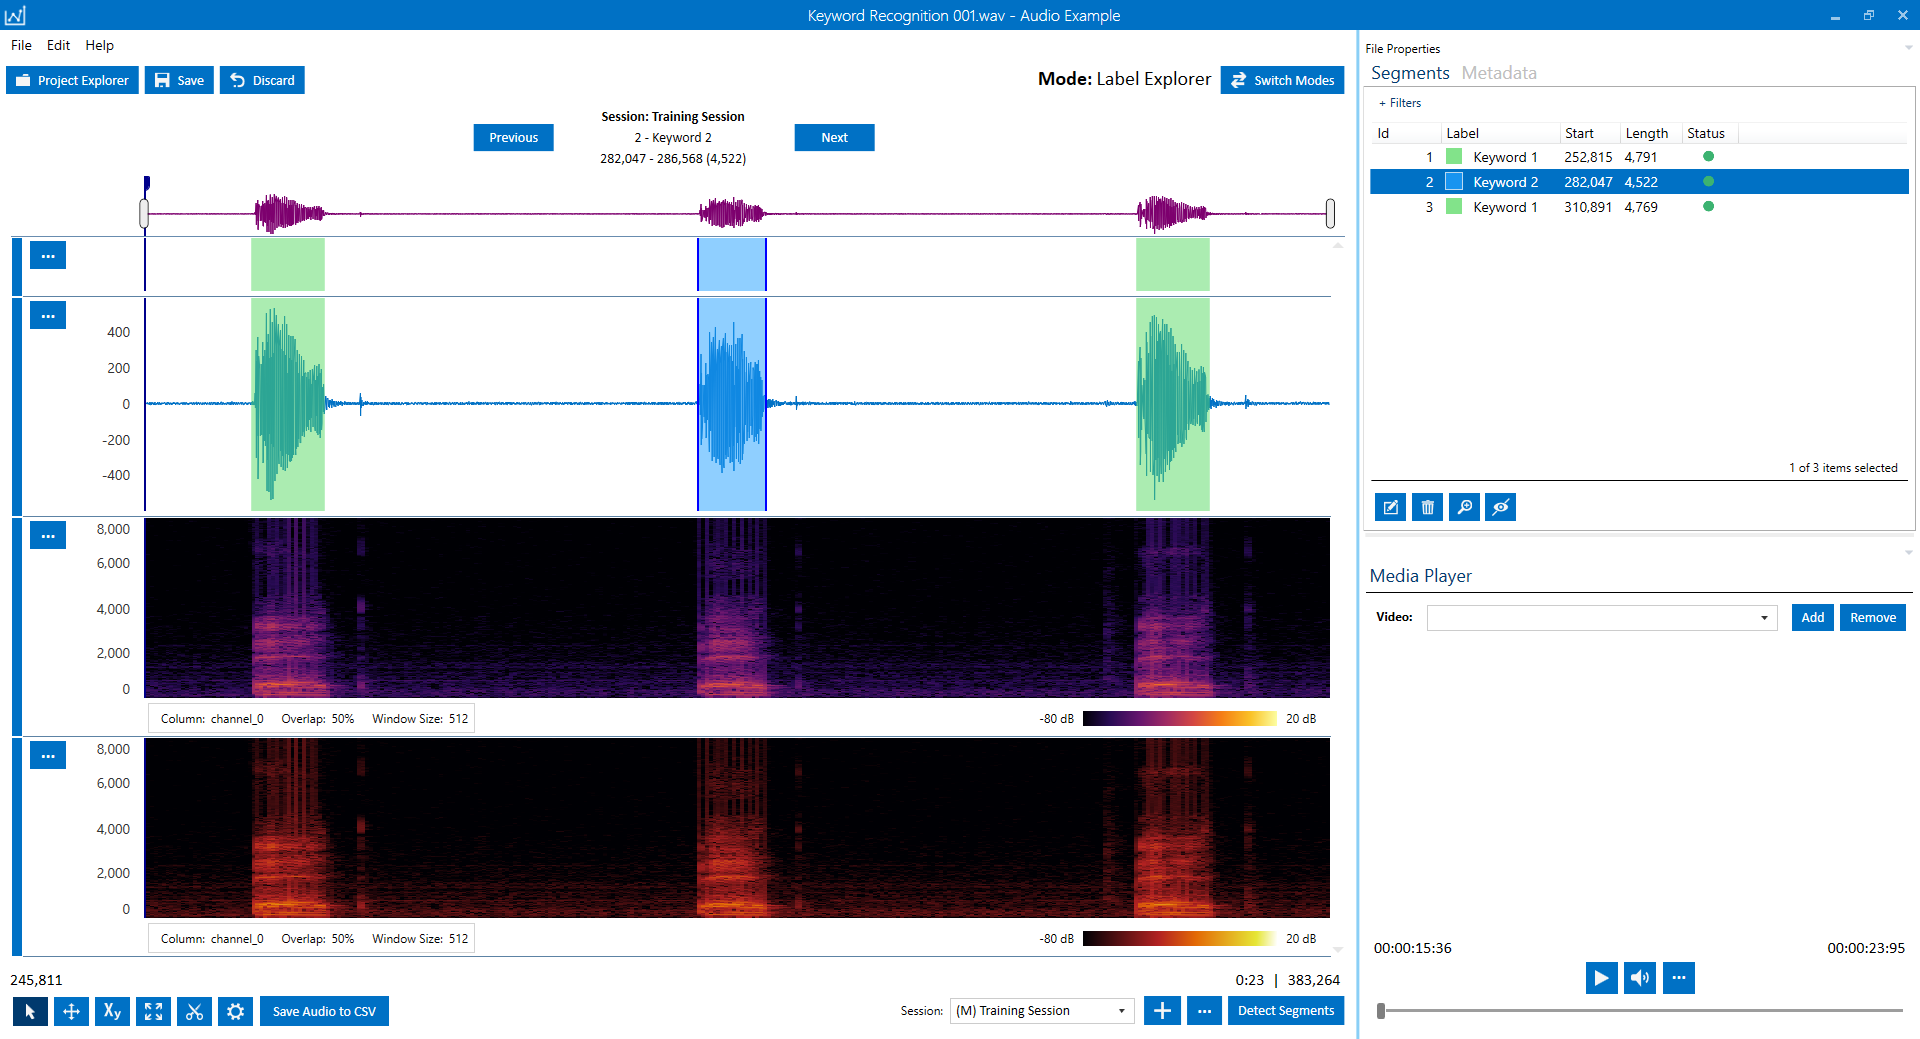 Keyword Recognition 001.wav - Audio Example
File Edit Help
Project Explorer Save Discard
Mode: Label Explorer Switch Modes
Session: Training Session
Previous 2 - Keyword 2 Next
282,047 - 286,568 (4,522)
...
...
400
200
0
-200
-400
...
8,000
6,000
4,000
2,000
0
Column: channel_0 Overlap: 50% Window Size: 512
-80 dB 20 dB
...
8,000
6,000
4,000
2,000
0
Column: channel_0 Overlap: 50% Window Size: 512
-80 dB 20 dB
245,811
0:23 | 383,264
Xy Save Audio to CSV
Session: (M) Training Session ... Detect Segments
File Properties
Segments Metadata
+ Filters
Id Label Start Length Status
1 Keyword 1 252,815 4,791
2 Keyword 2 282,047 4,522
3 Keyword 1 310,891 4,769
1 of 3 items selected
Media Player
Video: Add Remove
00:00:15:36 00:00:23:95
...